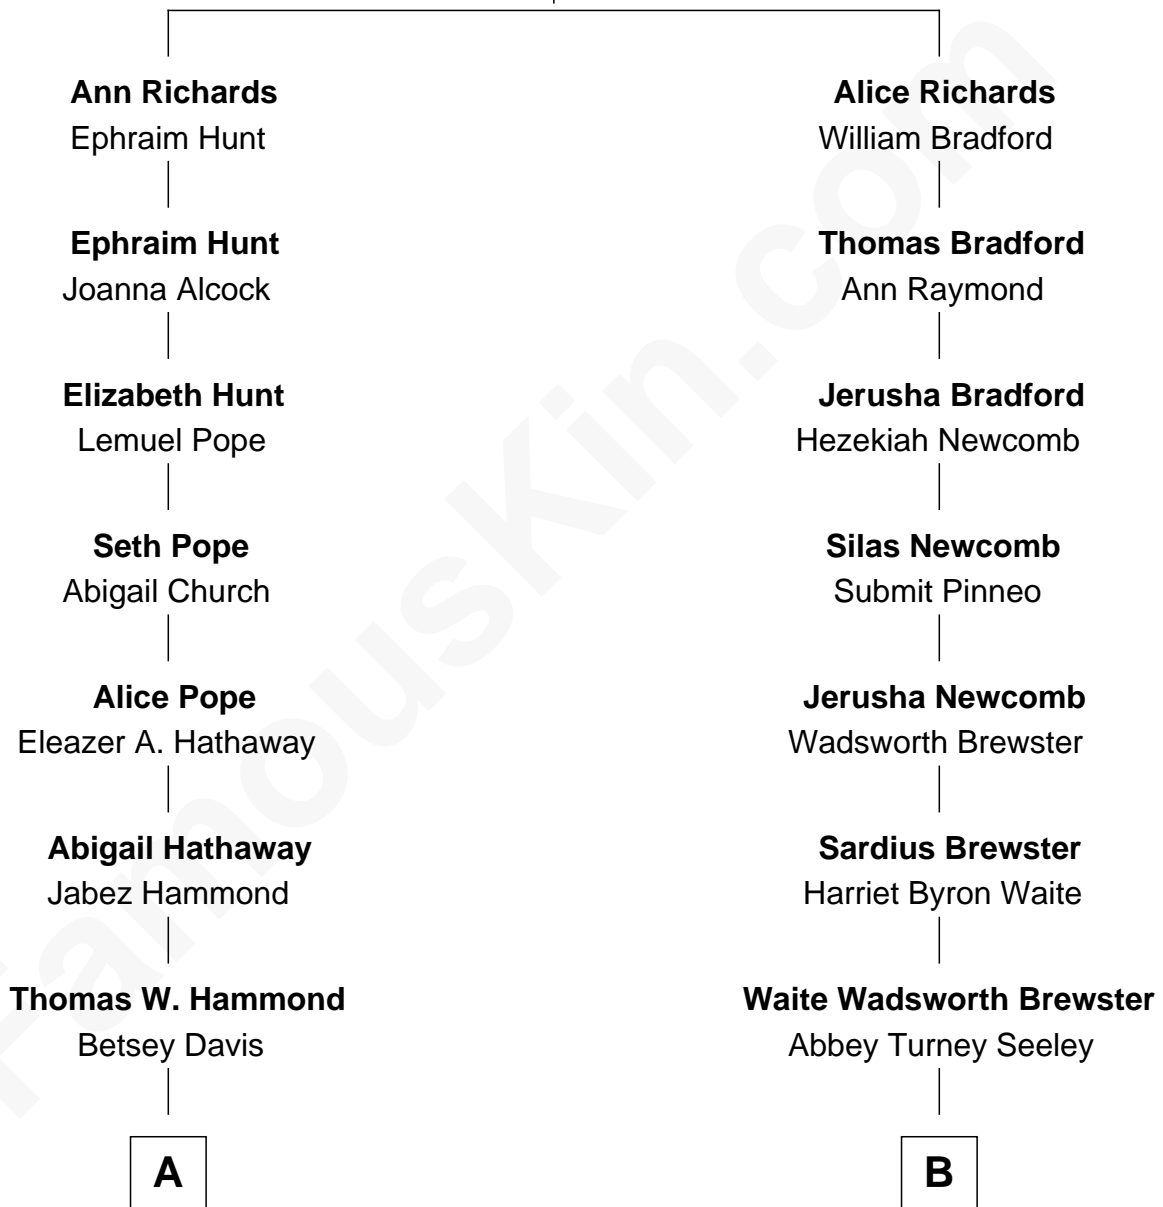 Ann Richards
Ephraim Hunt
Ephraim Hunt
Joanna Alcock
Elizabeth Hunt
Lemuel Pope
Seth Pope
Abigail Church
Alice Pope
Eleazer A. Hathaway
Abigail Hathaway
Jabez Hammond
Thomas W. Hammond
Betsey Davis
A
Alice Richards
William Bradford
Thomas Bradford
Ann Raymond
Jerusha Bradford
Hezekiah Newcomb
Silas Newcomb
Submit Pinneo
Jerusha Newcomb
Wadsworth Brewster
Sardius Brewster
Harriet Byron Waite
Waite Wadsworth Brewster
Abbey Turney Seeley
B
FamousKin.com